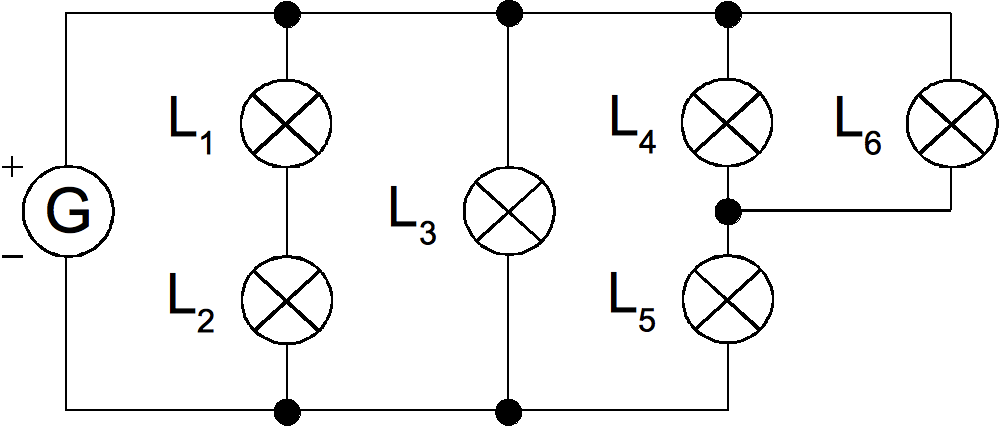 L₁
L₄
L₆
+
G
−
L₃
L₂
L₅